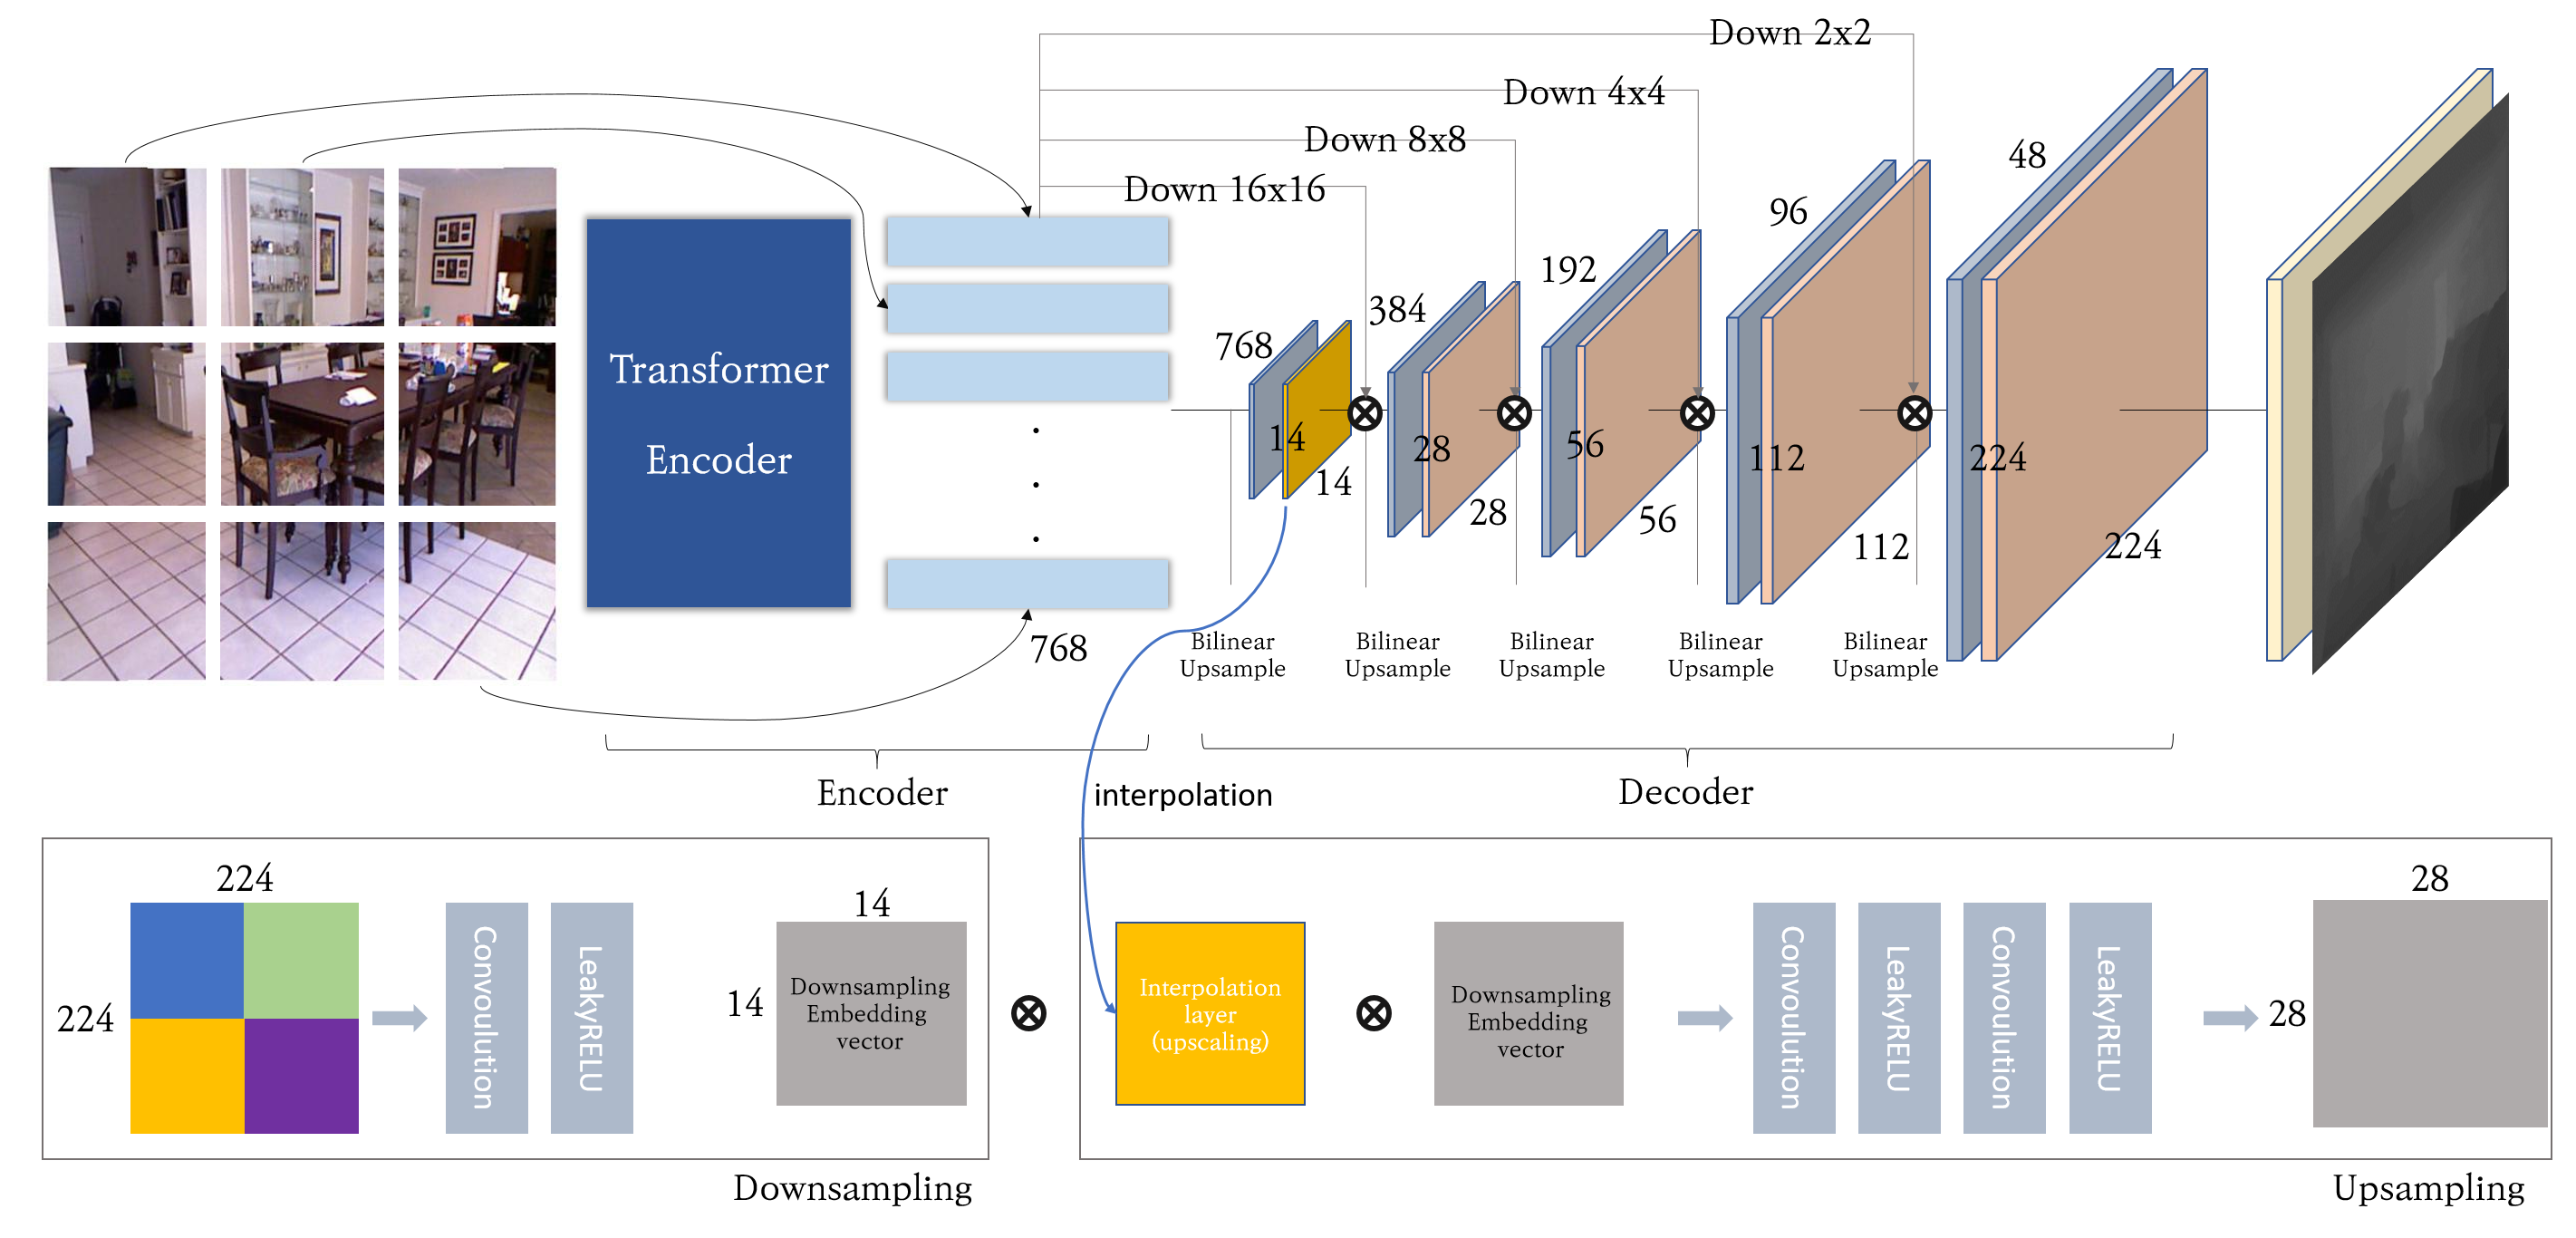 Down 2x2
Down 4x4
Down 8x8
Down 16x16
Transformer
Encoder
768
768
14
14
384
28
28
192
56
56
96
112
112
48
224
224
Bilinear
Upsample
Bilinear
Upsample
Bilinear
Upsample
Bilinear
Upsample
Bilinear
Upsample
Encoder
interpolation
Decoder
224
224
Convoulution
LeakyRELU
14
14
Downsampling
Embedding
vector
Downsampling
Interpolation
layer
(upscaling)
Downsampling
Embedding
vector
Convoulution
LeakyRELU
Convoulution
LeakyRELU
28
28
Upsampling